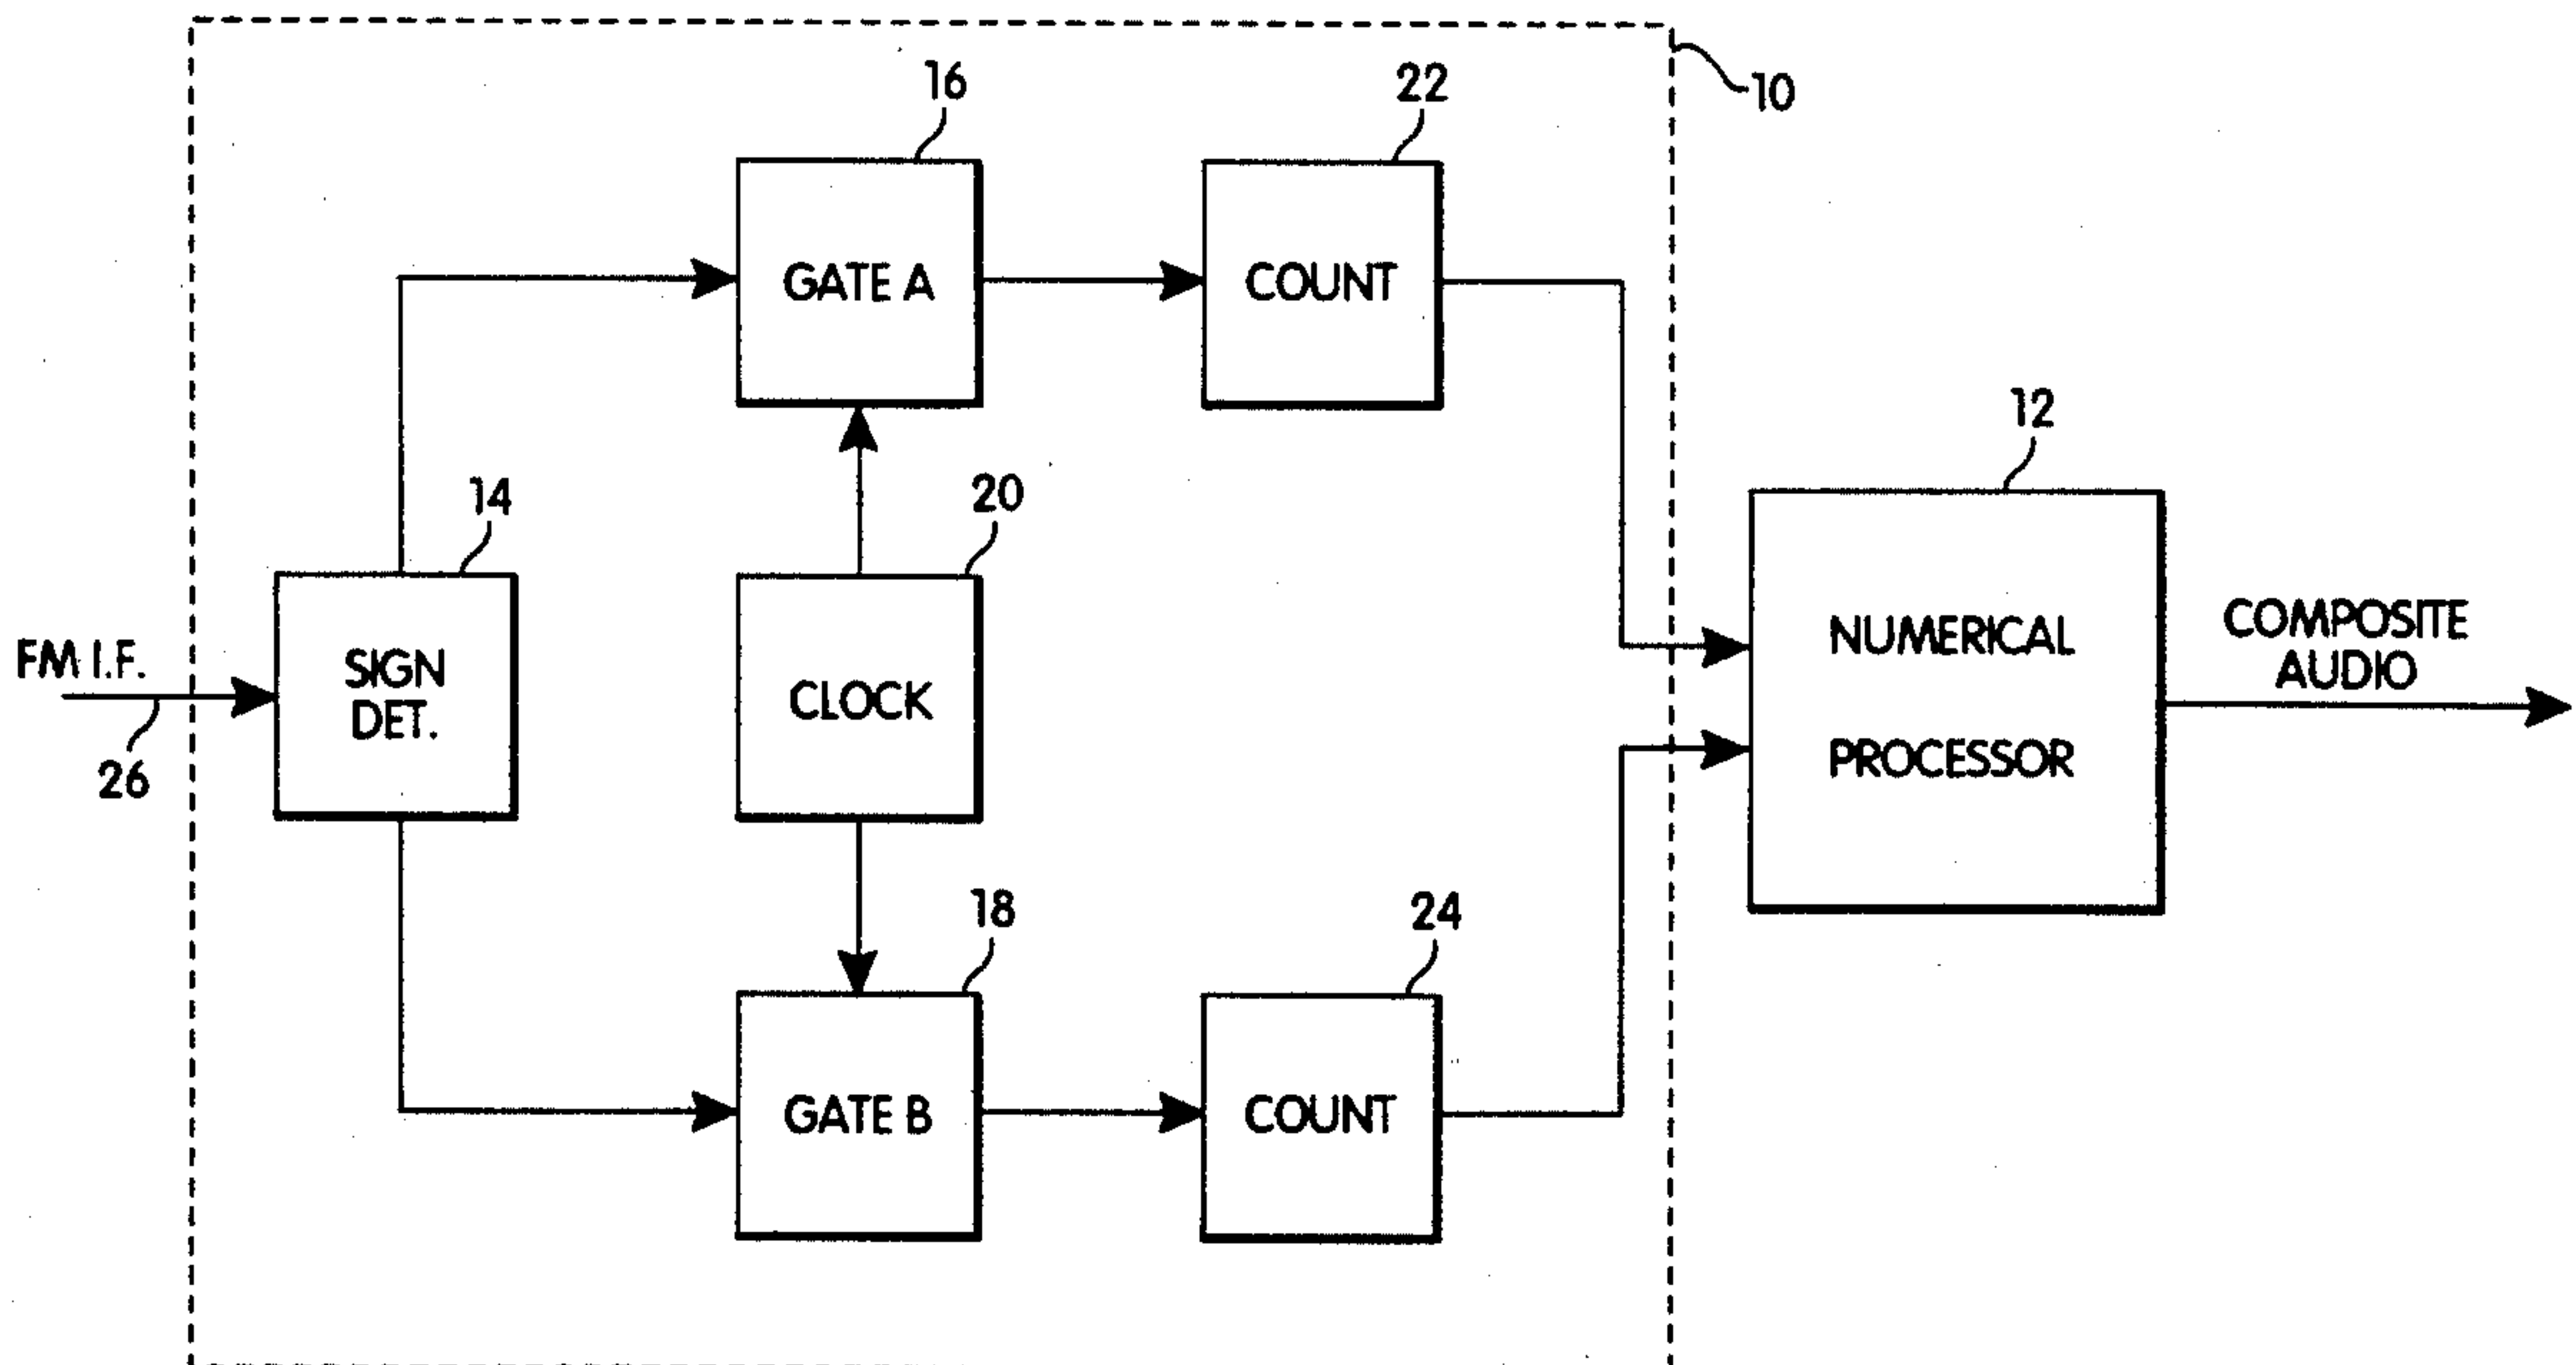 10
16
22
GATE A
COUNT
12
14
20
FM I.F.
26
SIGN
DET.
CLOCK
NUMERICAL
PROCESSOR
COMPOSITE
AUDIO
18
24
GATE B
COUNT